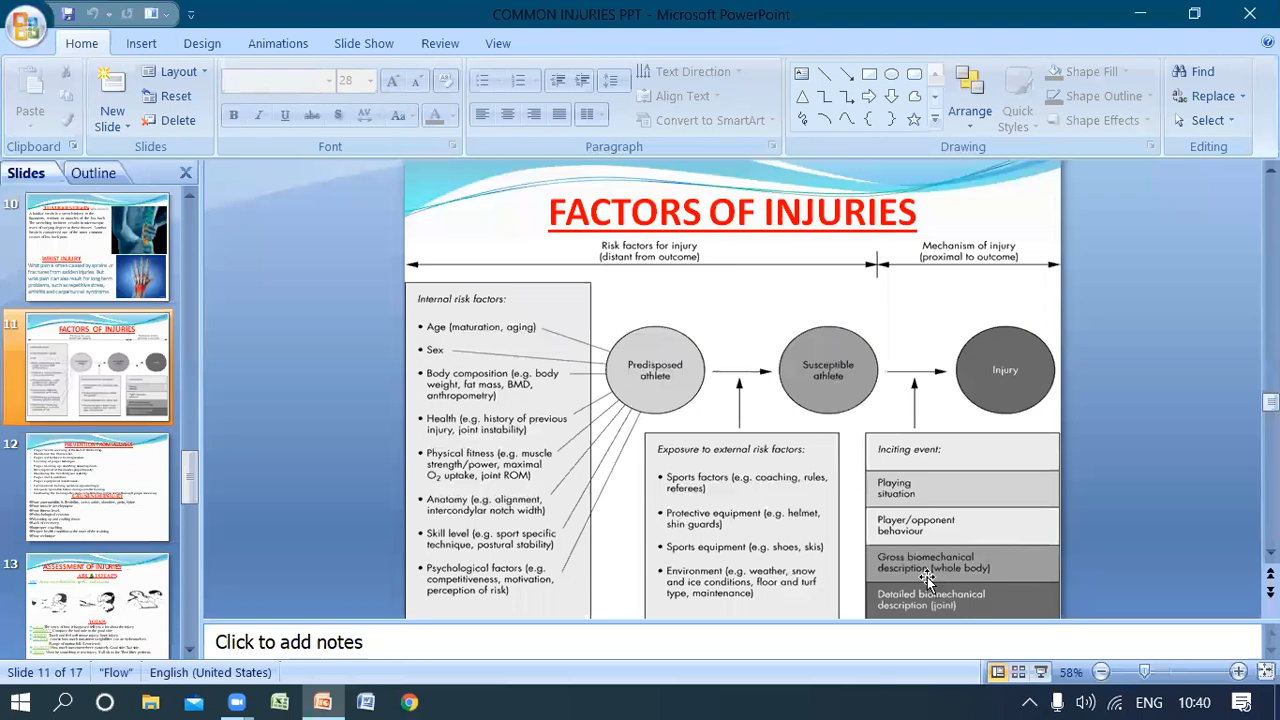 COMMON INJURIES PPT - Microsoft PowerPoint
Home
Insert
Design
Animations
Slide Show
Review
View
Paste
Clipboard
New
Slide
Layout
Reset
Delete
Slides
28
Font
Paragraph
Text Direction
Align Text
Convert to SmartArt
Arrange
Quick
Styles
Shape Fill
Shape Outline
Shape Effects
Drawing
Find
Replace
Select
Editing
Slides
Outline
10
WRIST INJURY
11
FACTORS OF INJURIES
12
13
ASSESMENT OF INJURIES
FACTORS OF INJURIES
Risk factors for injury
(distant from outcome)
Mechanism of injury
(proximal to outcome)
Internal risk factors:
• Age (maturation, aging)
• Sex
• Body composition (e.g. body
weight, fat mass, BMD,
anthropometry)
• Health (e.g. history of previous
injury, joint instability)
• Physical fitness (e.g. muscle
strength/power, maximal
O2 uptake, joint ROM)
• Anatomy (e.g. alignment,
intercondylar notch width)
• Skill level (e.g. sport specific
technique, postural stability)
• Psychological factors (e.g.
competitiveness, motivation,
perception of risk)
Predisposed
athlete
Susceptible
athlete
Injury
Exposure to external risk factors:
• Sports factors (e.g. coaching, rules,
referees)
• Protective equipment (e.g. helmet,
shin guards)
• Sports equipment (e.g. shoes, skis)
• Environment (e.g. weather, snow
and ice conditions, floor and turf
type, maintenance)
Inciting event:
Playing
situation
Player/opponent
behaviour
Gross biomechanical
description (whole body)
Detailed biomechanical
description (joint)
Click to add notes
Slide 11 of 17
"Flow"
English (United States)
58%
ENG
10:40